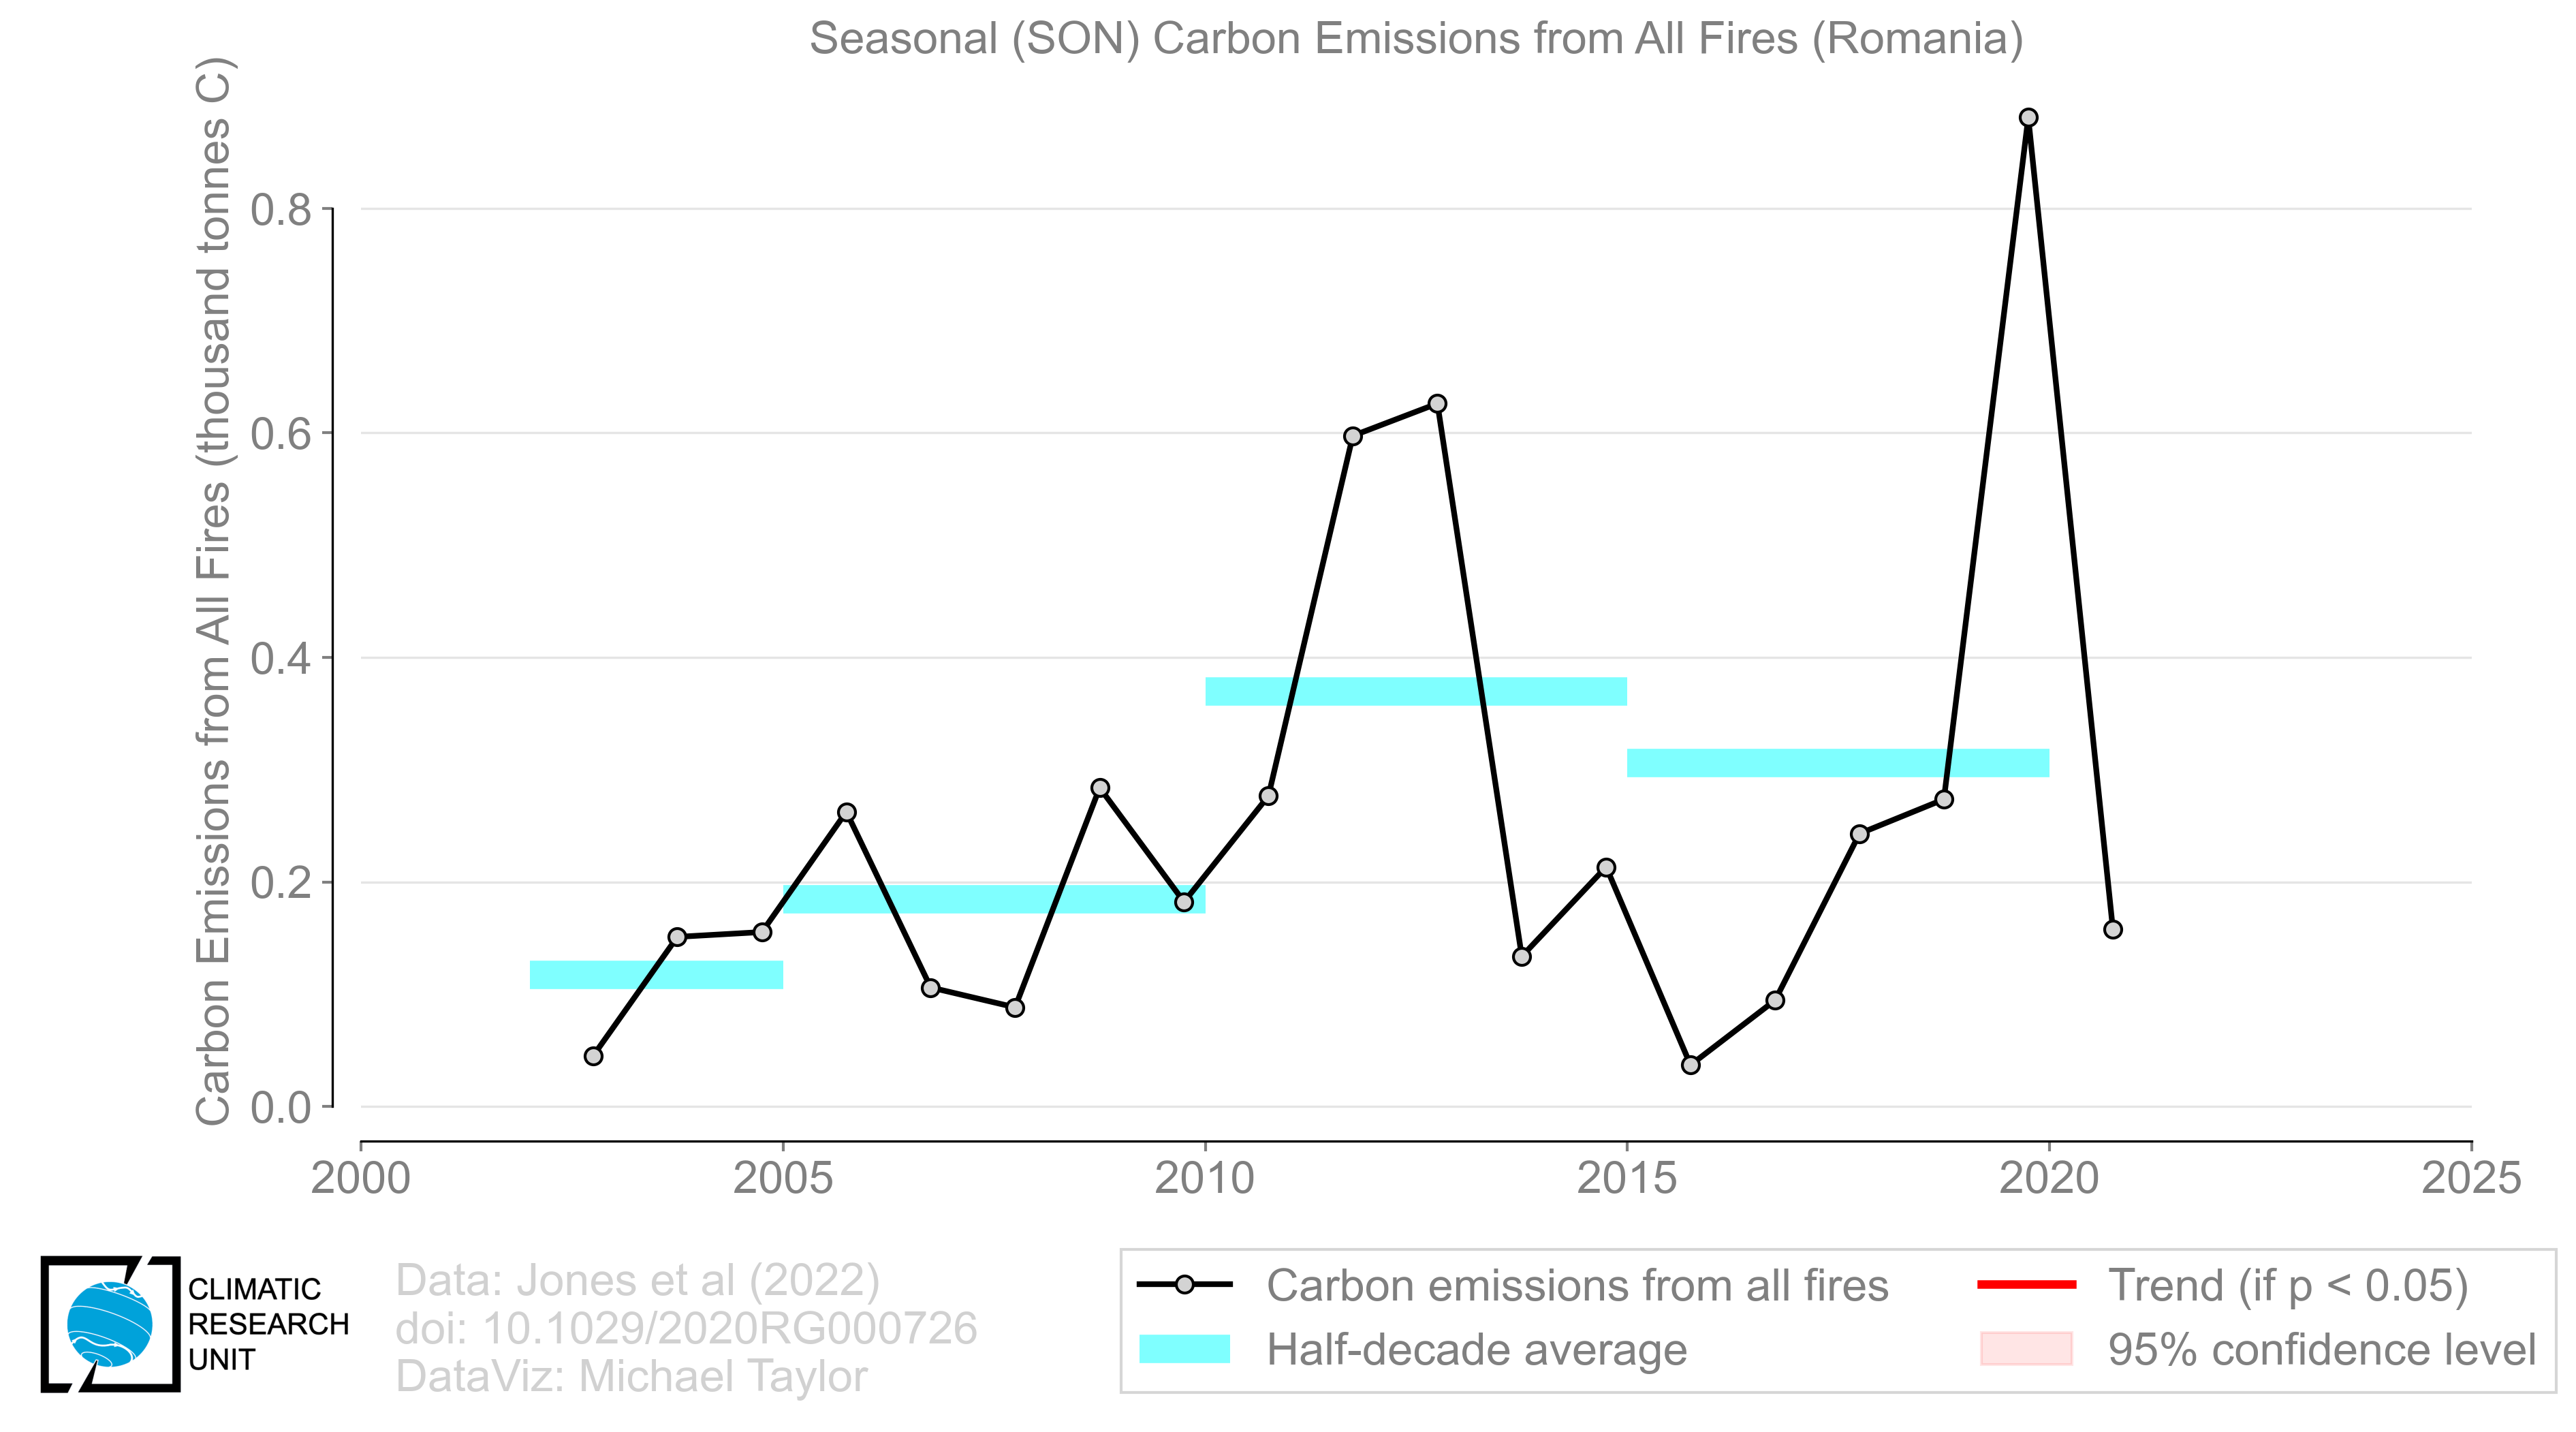 Seasonal (SON) Carbon Emissions from All Fires (Romania)
Carbon Emissions from All Fires (thousand tonnes C)
0.8
0.6
0.4
0.2
0.0
2000 2005 2010 2015 2020 2025
CLIMATIC
RESEARCH
UNIT
Data: Jones et al (2022)
doi: 10.1029/2020RG000726
DataViz: Michael Taylor
Carbon emissions from all fires
Half-decade average
Trend (if p < 0.05)
95% confidence level